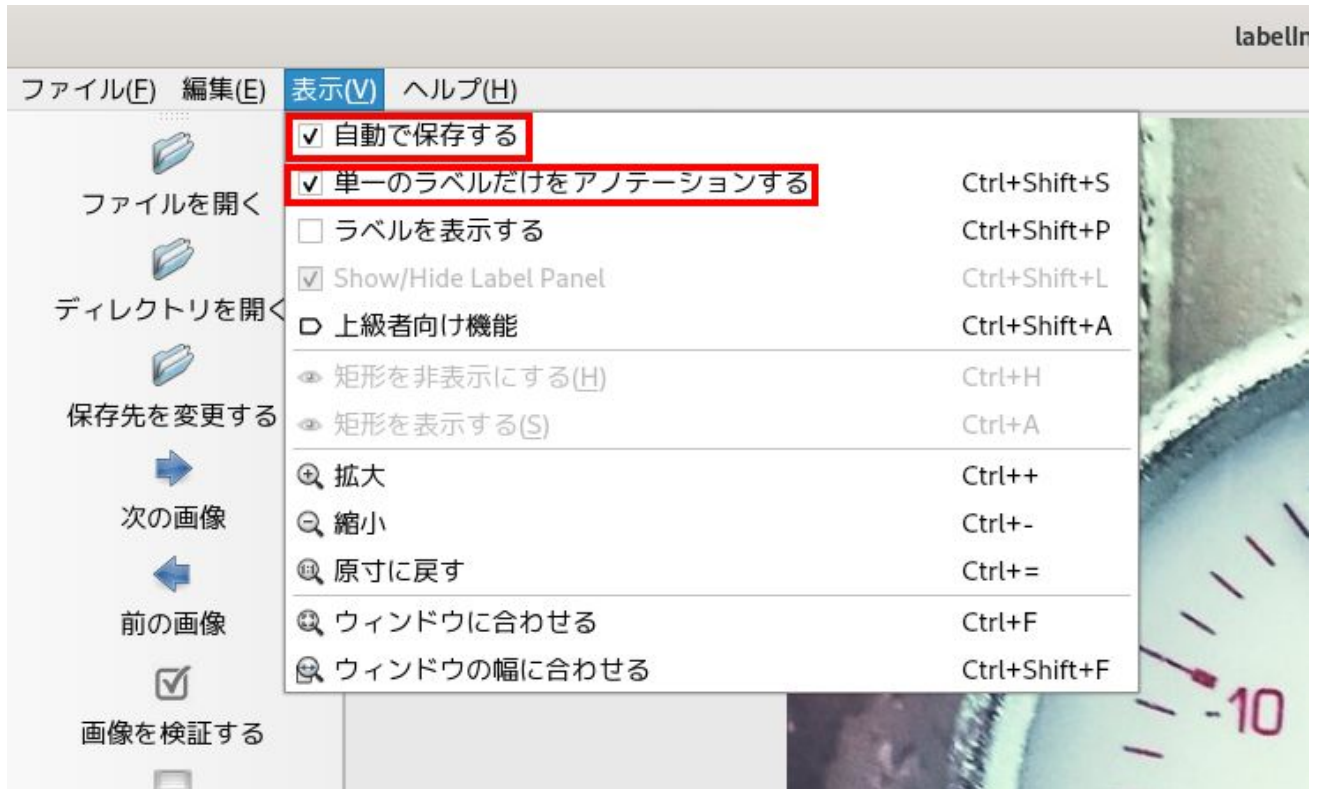 labelIm
ファイル(F) 編集(E) 表示(V) ヘルプ(H)
ファイルを開く
ディレクトリを開く
保存先を変更する
次の画像
前の画像
画像を検証する
自動で保存する
単一のラベルだけをアノテーションする Ctrl+Shift+S
ラベルを表示する Ctrl+Shift+P
Show/Hide Label Panel Ctrl+Shift+L
上級者向け機能 Ctrl+Shift+A
矩形を非表示にする(H) Ctrl+H
矩形を表示する(S) Ctrl+A
拡大 Ctrl++
縮小 Ctrl+-
原寸に戻す Ctrl+=
ウィンドウに合わせる Ctrl+F
ウィンドウの幅に合わせる Ctrl+Shift+F
-10